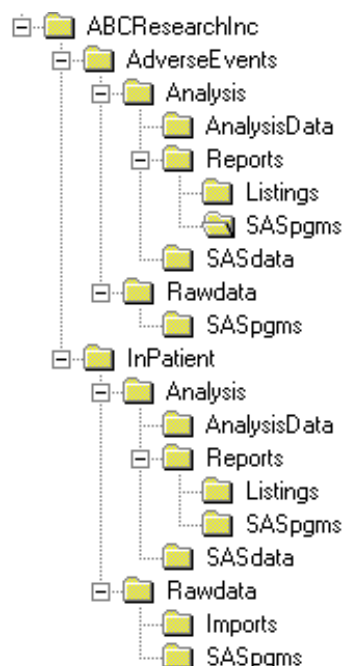 ABCResearchInc
AdverseEvents
Analysis
AnalysisData
Reports
Listings
SASpgms
SASdata
Rawdata
SASpgms
InPatient
Analysis
AnalysisData
Reports
Listings
SASpgms
SASdata
Rawdata
Imports
SASpgms